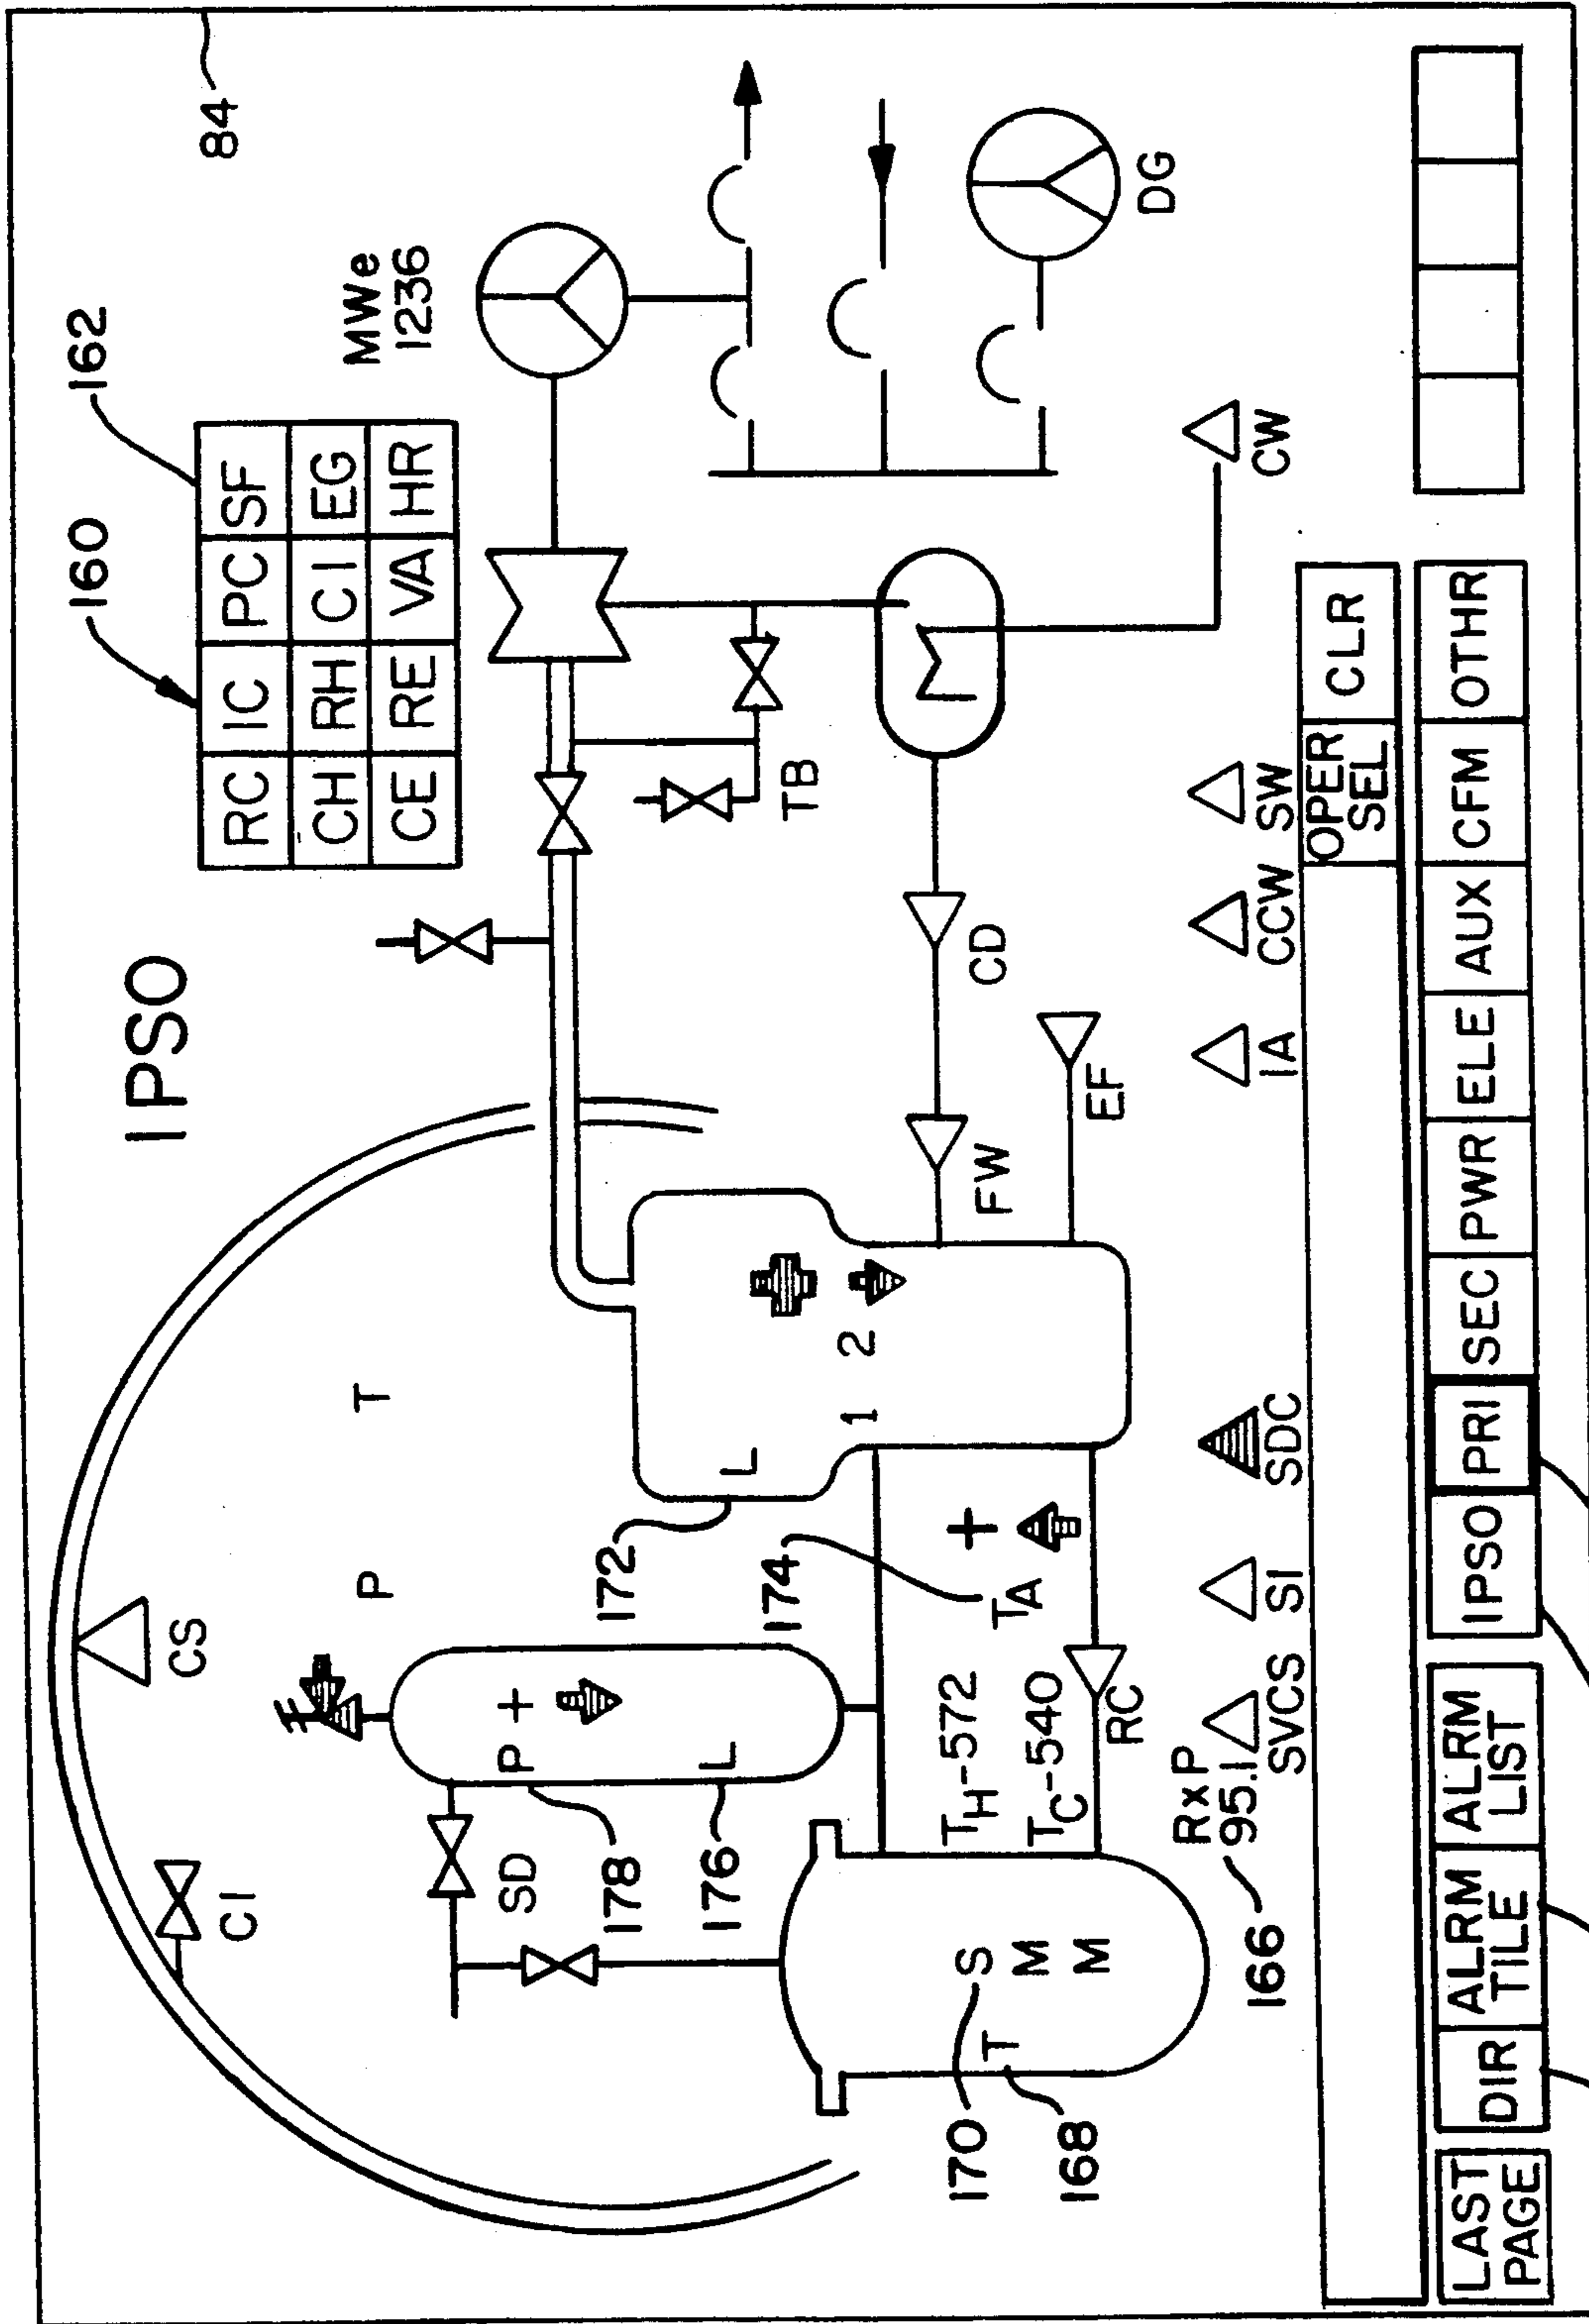 84
IPSO
160
162
RC IC PC SF
CH RH CI EG
CE RE VA HR
MWe
1236
CS
CI
P T
SD
178
P +
176
L
172
L
174
1 2
TB
TH-572
TC-540
TA +
RC
FW
CD
EF
DG
170
S
M
M
168
T
166
RxP
95.1
SVCS
SI
SDC
IA
CCW
SW
CW
OPER
SEL
CLR
LAST
PAGE
DIR
ALRM
TILE
ALRM
LIST
IPSO PRI SEC PWR ELE AUX CFM OTHR